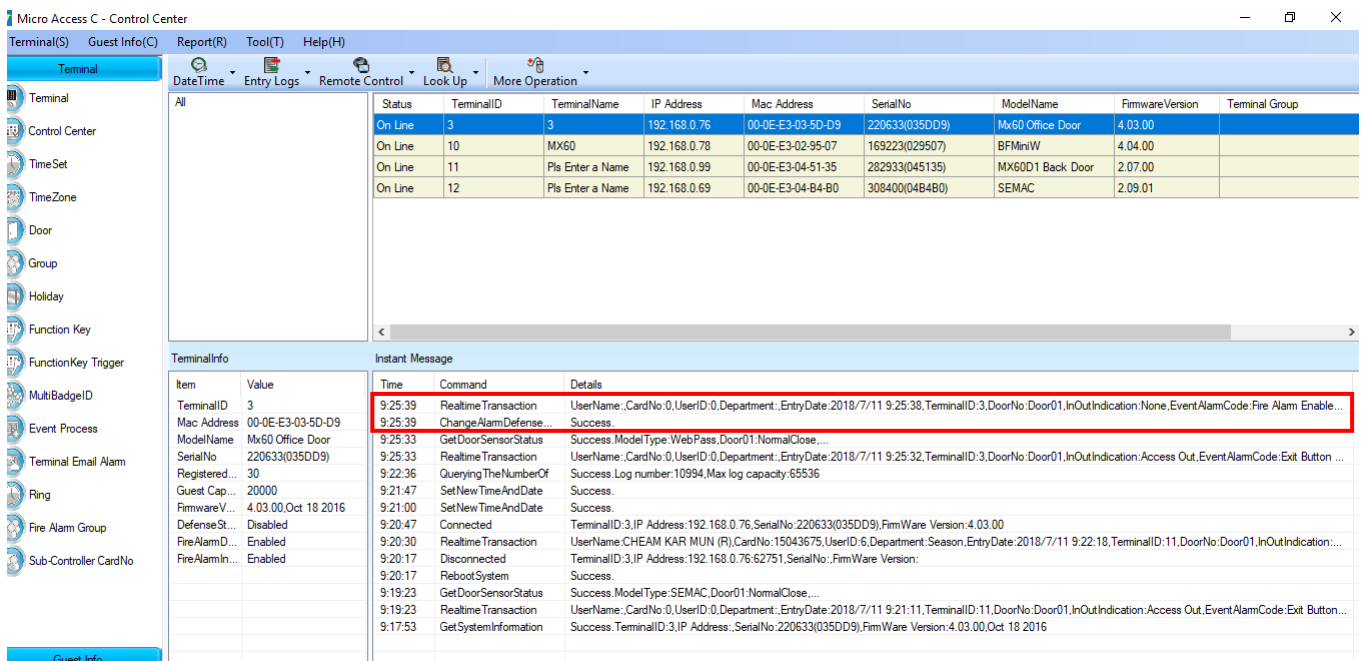 Micro Access C - Control Center
Terminal(S) Guest Info(C) Report(R) Tool(T) Help(H)
Terminal
DateTime Entry Logs Remote Control Look Up More Operation
Terminal
Control Center
TimeSet
TimeZone
Door
Group
Holiday
Function Key
FunctionKey Trigger
MultiBadgeID
Event Process
Terminal Email Alarm
Ring
Fire Alarm Group
Sub-Controller CardNo
Guest Info
All
Status TerminalID TerminalName IP Address Mac Address SerialNo ModelName FirmwareVersion Terminal Group
On Line 3 3 192.168.0.76 00-0E-E3-03-5D-D9 220633(035DD9) Mx60 Office Door 4.03.00
On Line 10 MX60 192.168.0.78 00-0E-E3-02-95-07 169223(029507) BFMiniW 4.04.00
On Line 11 Pls Enter a Name 192.168.0.99 00-0E-E3-04-51-35 282933(045135) MX60D1 Back Door 2.07.00
On Line 12 Pls Enter a Name 192.168.0.69 00-0E-E3-04-B4-B0 308400(04B4B0) SEMAC 2.09.01
TerminalInfo
Item Value
TerminalID 3
Mac Address 00-0E-E3-03-5D-D9
ModelName Mx60 Office Door
SerialNo 220633(035DD9)
Registered... 30
Guest Cap... 20000
FirmwareV... 4.03.00,Oct 18 2016
DefenseSt... Disabled
FireAlarmD... Enabled
FireAlarmIn... Enabled
Instant Message
Time Command Details
9:25:39 RealtimeTransaction UserName:,CardNo:0,UserID:0,Department:,EntryDate:2018/7/11 9:25:38,TerminalID:3,DoorNo:Door01,InOutIndication:None,EventAlarmCode:Fire Alarm Enable...
9:25:39 ChangeAlarmDefense... Success.
9:25:33 GetDoorSensorStatus Success.ModelType:WebPass,Door01:NormalClose,...
9:25:33 RealtimeTransaction UserName:,CardNo:0,UserID:0,Department:,EntryDate:2018/7/11 9:25:32,TerminalID:3,DoorNo:Door01,InOutIndication:Access Out,EventAlarmCode:Exit Button ...
9:22:36 QueryingTheNumberOf Success.Log number:10994,Max log capacity:65536
9:21:47 SetNewTimeAndDate Success.
9:21:00 SetNewTimeAndDate Success.
9:20:47 Connected TerminalID:3,IP Address:192.168.0.76,SerialNo:220633(035DD9),FirmWare Version:4.03.00
9:20:30 RealtimeTransaction UserName:CHEAM KAR MUN (R),CardNo:15043675,UserID:6,Department:Season,EntryDate:2018/7/11 9:22:18,TerminalID:11,DoorNo:Door01,InOutIndication:...
9:20:17 Disconnected TerminalID:3,IP Address:192.168.0.76:62751,SerialNo:,FirmWare Version:
9:20:17 RebootSystem Success.
9:19:23 GetDoorSensorStatus Success.ModelType:SEMAC,Door01:NormalClose,...
9:19:23 RealtimeTransaction UserName:,CardNo:0,UserID:0,Department:,EntryDate:2018/7/11 9:21:11,TerminalID:11,DoorNo:Door01,InOutIndication:Access Out,EventAlarmCode:Exit Button...
9:17:53 GetSystemInformation Success.TerminalID:3,IP Address:,SerialNo:220633(035DD9),FirmWare Version:4.03.00,Oct 18 2016